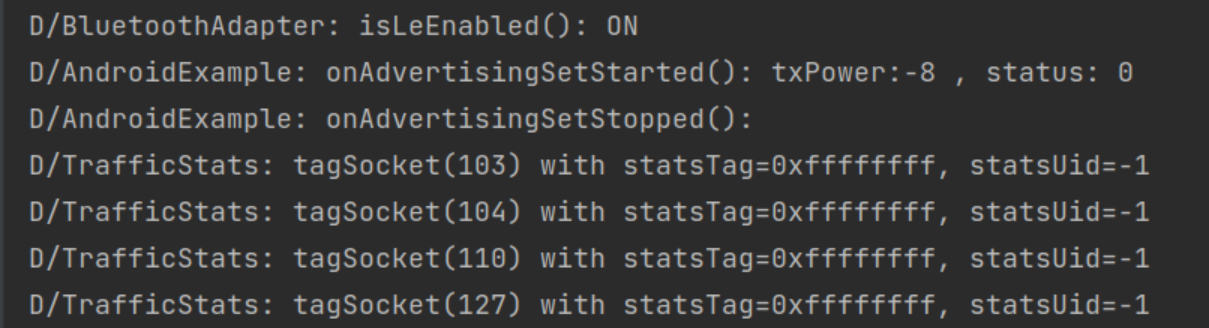 D/BluetoothAdapter: isLeEnabled(): ON
D/AndroidExample: onAdvertisingSetStarted(): txPower:-8 , status: 0
D/AndroidExample: onAdvertisingSetStopped():
D/TrafficStats: tagSocket(103) with statsTag=0xffffffff, statsUid=-1
D/TrafficStats: tagSocket(104) with statsTag=0xffffffff, statsUid=-1
D/TrafficStats: tagSocket(110) with statsTag=0xffffffff, statsUid=-1
D/TrafficStats: tagSocket(127) with statsTag=0xffffffff, statsUid=-1